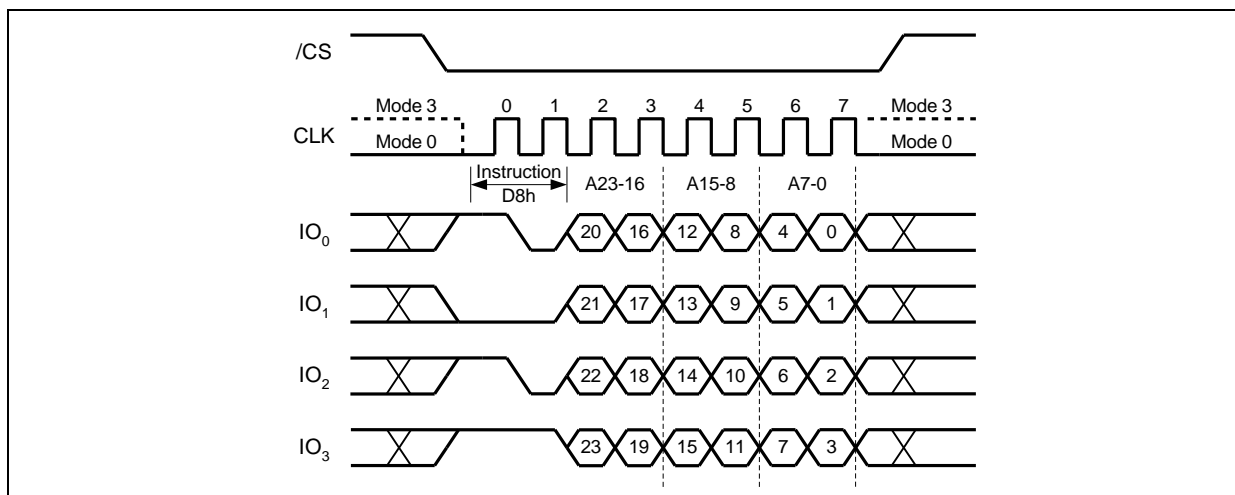 /CS
Mode 3 0 1 2 3 4 5 6 7 Mode 3
CLK
Mode 0 Mode 0
Instruction
D8h
A23-16 A15-8 A7-0
IO0 20 16 12 8 4 0
IO1 21 17 13 9 5 1
IO2 22 18 14 10 6 2
IO3 23 19 15 11 7 3